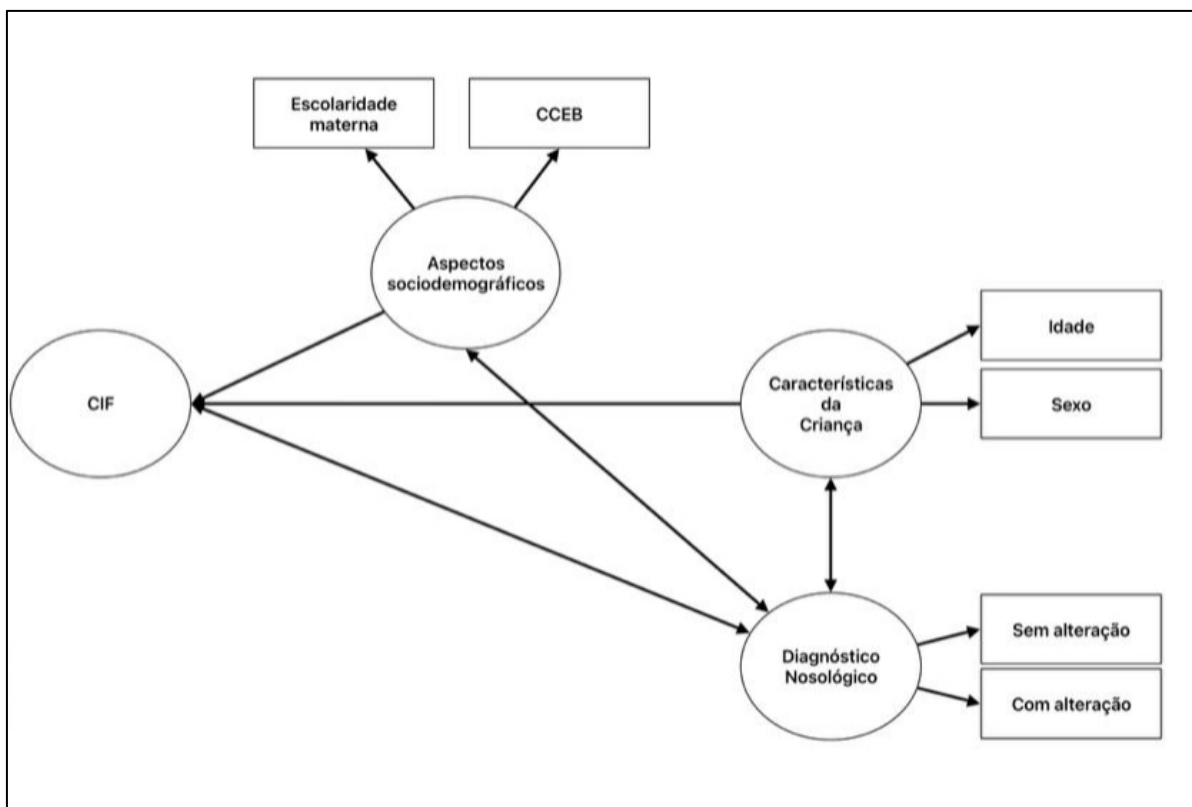 Escolaridade
materna
CCEB
Aspectos
sociodemográficos
CIF
Características
da
Criança
Idade
Sexo
Diagnóstico
Nosológico
Sem alteração
Com alteração